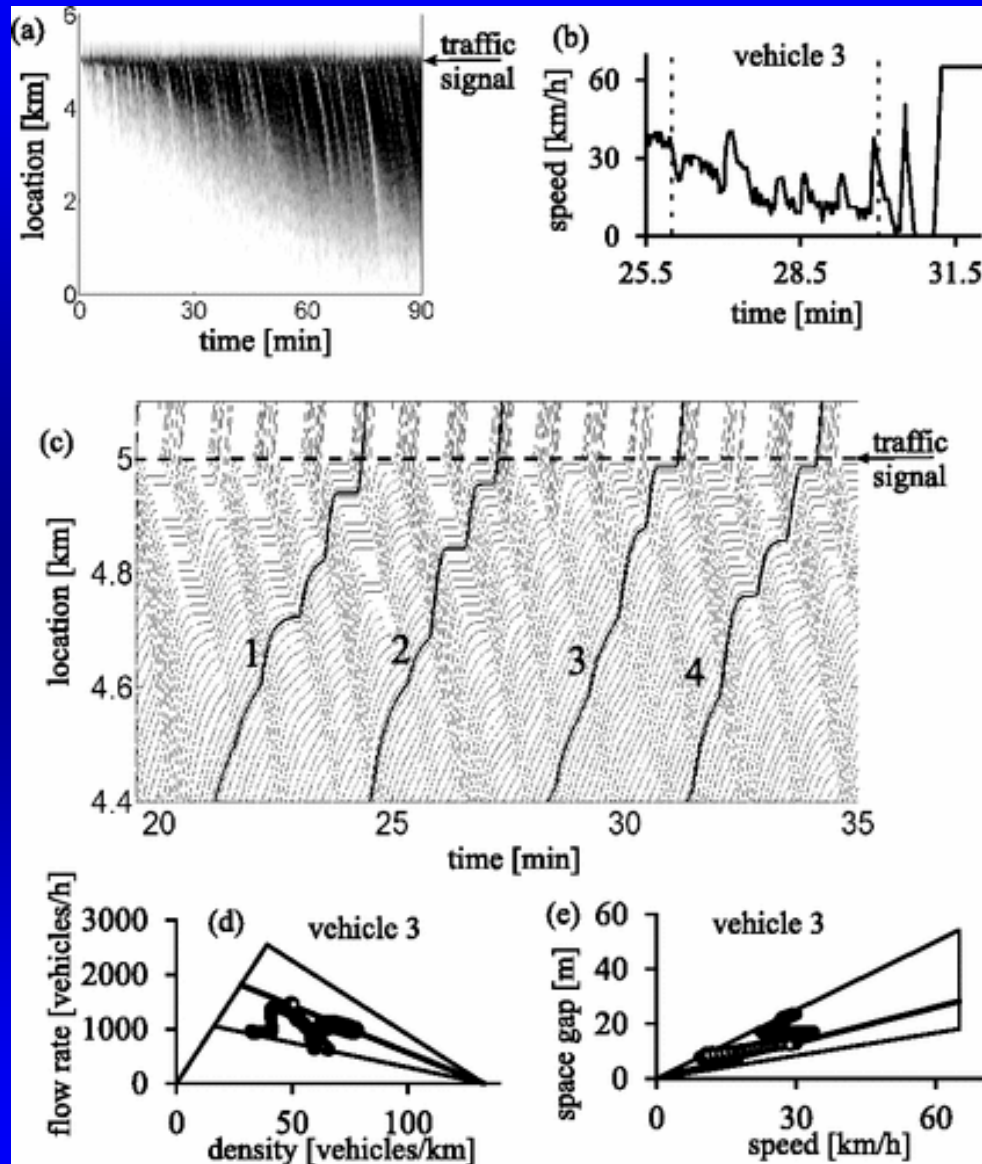 (a)
6
4
2
0
location [km]
0 30 60 90
time [min]
traffic
signal
(b)
vehicle 3
60
30
0
speed [km/h]
25.5 28.5 31.5
time [min]
(c)
5
4.8
4.6
4.4
location [km]
1 2 3 4
traffic
signal
20 25 30 35
time [min]
(d)
vehicle 3
3000
2000
1000
0
flow rate [vehicles/h]
0 50 100
density [vehicles/km]
(e)
vehicle 3
60
40
20
0
space gap [m]
0 30 60
speed [km/h]